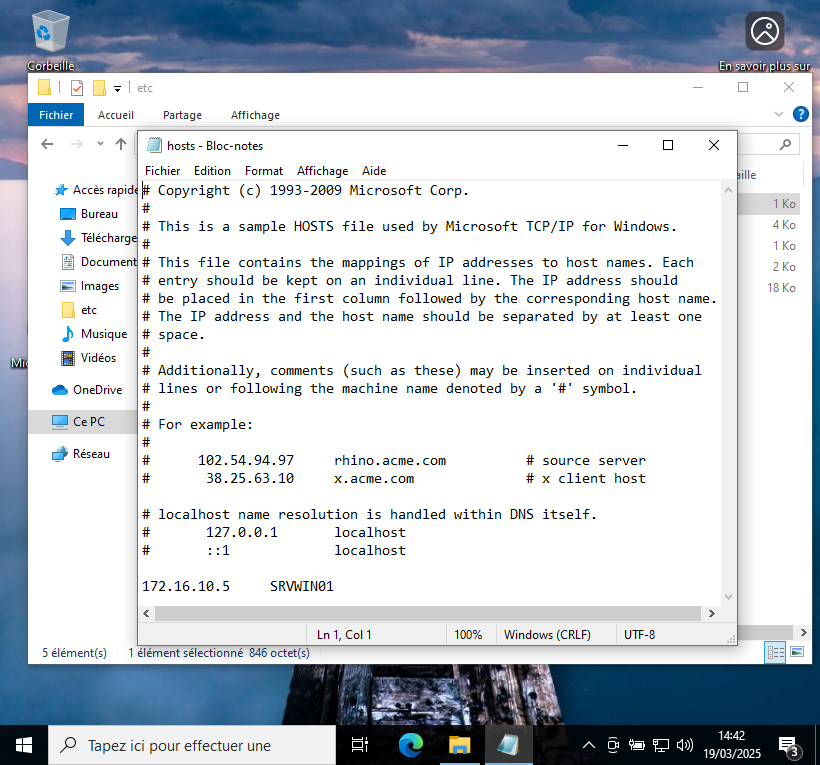 Corbeille
En savoir plus sur
etc
Fichier Accueil Partage Affichage
hosts - Bloc-notes
Fichier Edition Format Affichage Aide
# Copyright (c) 1993-2009 Microsoft Corp.
#
# This is a sample HOSTS file used by Microsoft TCP/IP for Windows.
#
# This file contains the mappings of IP addresses to host names. Each
# entry should be kept on an individual line. The IP address should
# be placed in the first column followed by the corresponding host name.
# The IP address and the host name should be separated by at least one
# space.
#
# Additionally, comments (such as these) may be inserted on individual
# lines or following the machine name denoted by a '#' symbol.
#
# For example:
#
# 102.54.94.97 rhino.acme.com # source server
# 38.25.63.10 x.acme.com # x client host
# localhost name resolution is handled within DNS itself.
# 127.0.0.1 localhost
# ::1 localhost
172.16.10.5 SRVWIN01
Ln 1, Col 1 100% Windows (CRLF) UTF-8
Accès rapide
Bureau
Télécharge
Document
Images
etc
Musique
Vidéos
OneDrive
Ce PC
Réseau
Mic
aille
1 Ko
4 Ko
1 Ko
2 Ko
18 Ko
5 élément(s) 1 élément sélectionné 846 octet(s)
Tapez ici pour effectuer une
14:42
19/03/2025
3